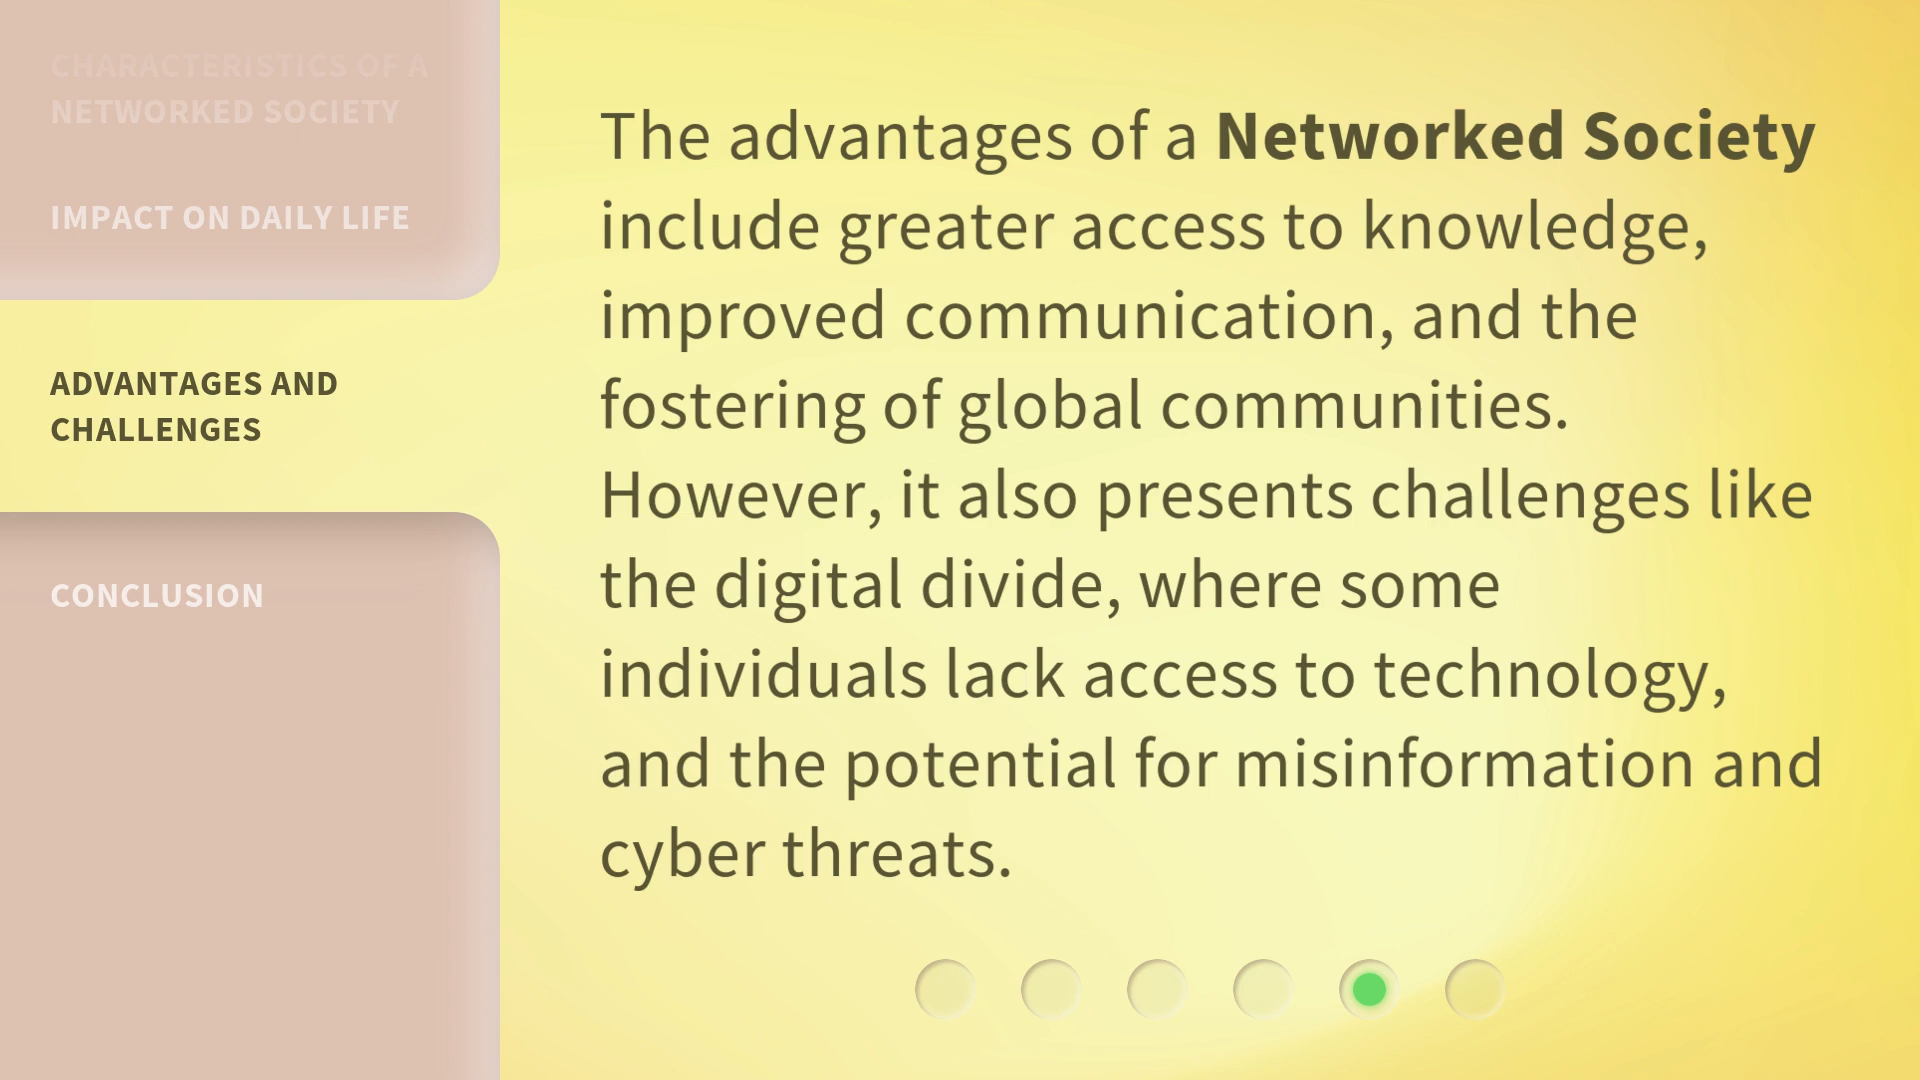 CHARACTERISTICS OF A
NETWORKED SOCIETY
IMPACT ON DAILY LIFE
ADVANTAGES AND
CHALLENGES
CONCLUSION
The advantages of a Networked Society
include greater access to knowledge,
improved communication, and the
fostering of global communities.
However, it also presents challenges like
the digital divide, where some
individuals lack access to technology,
and the potential for misinformation and
cyber threats.